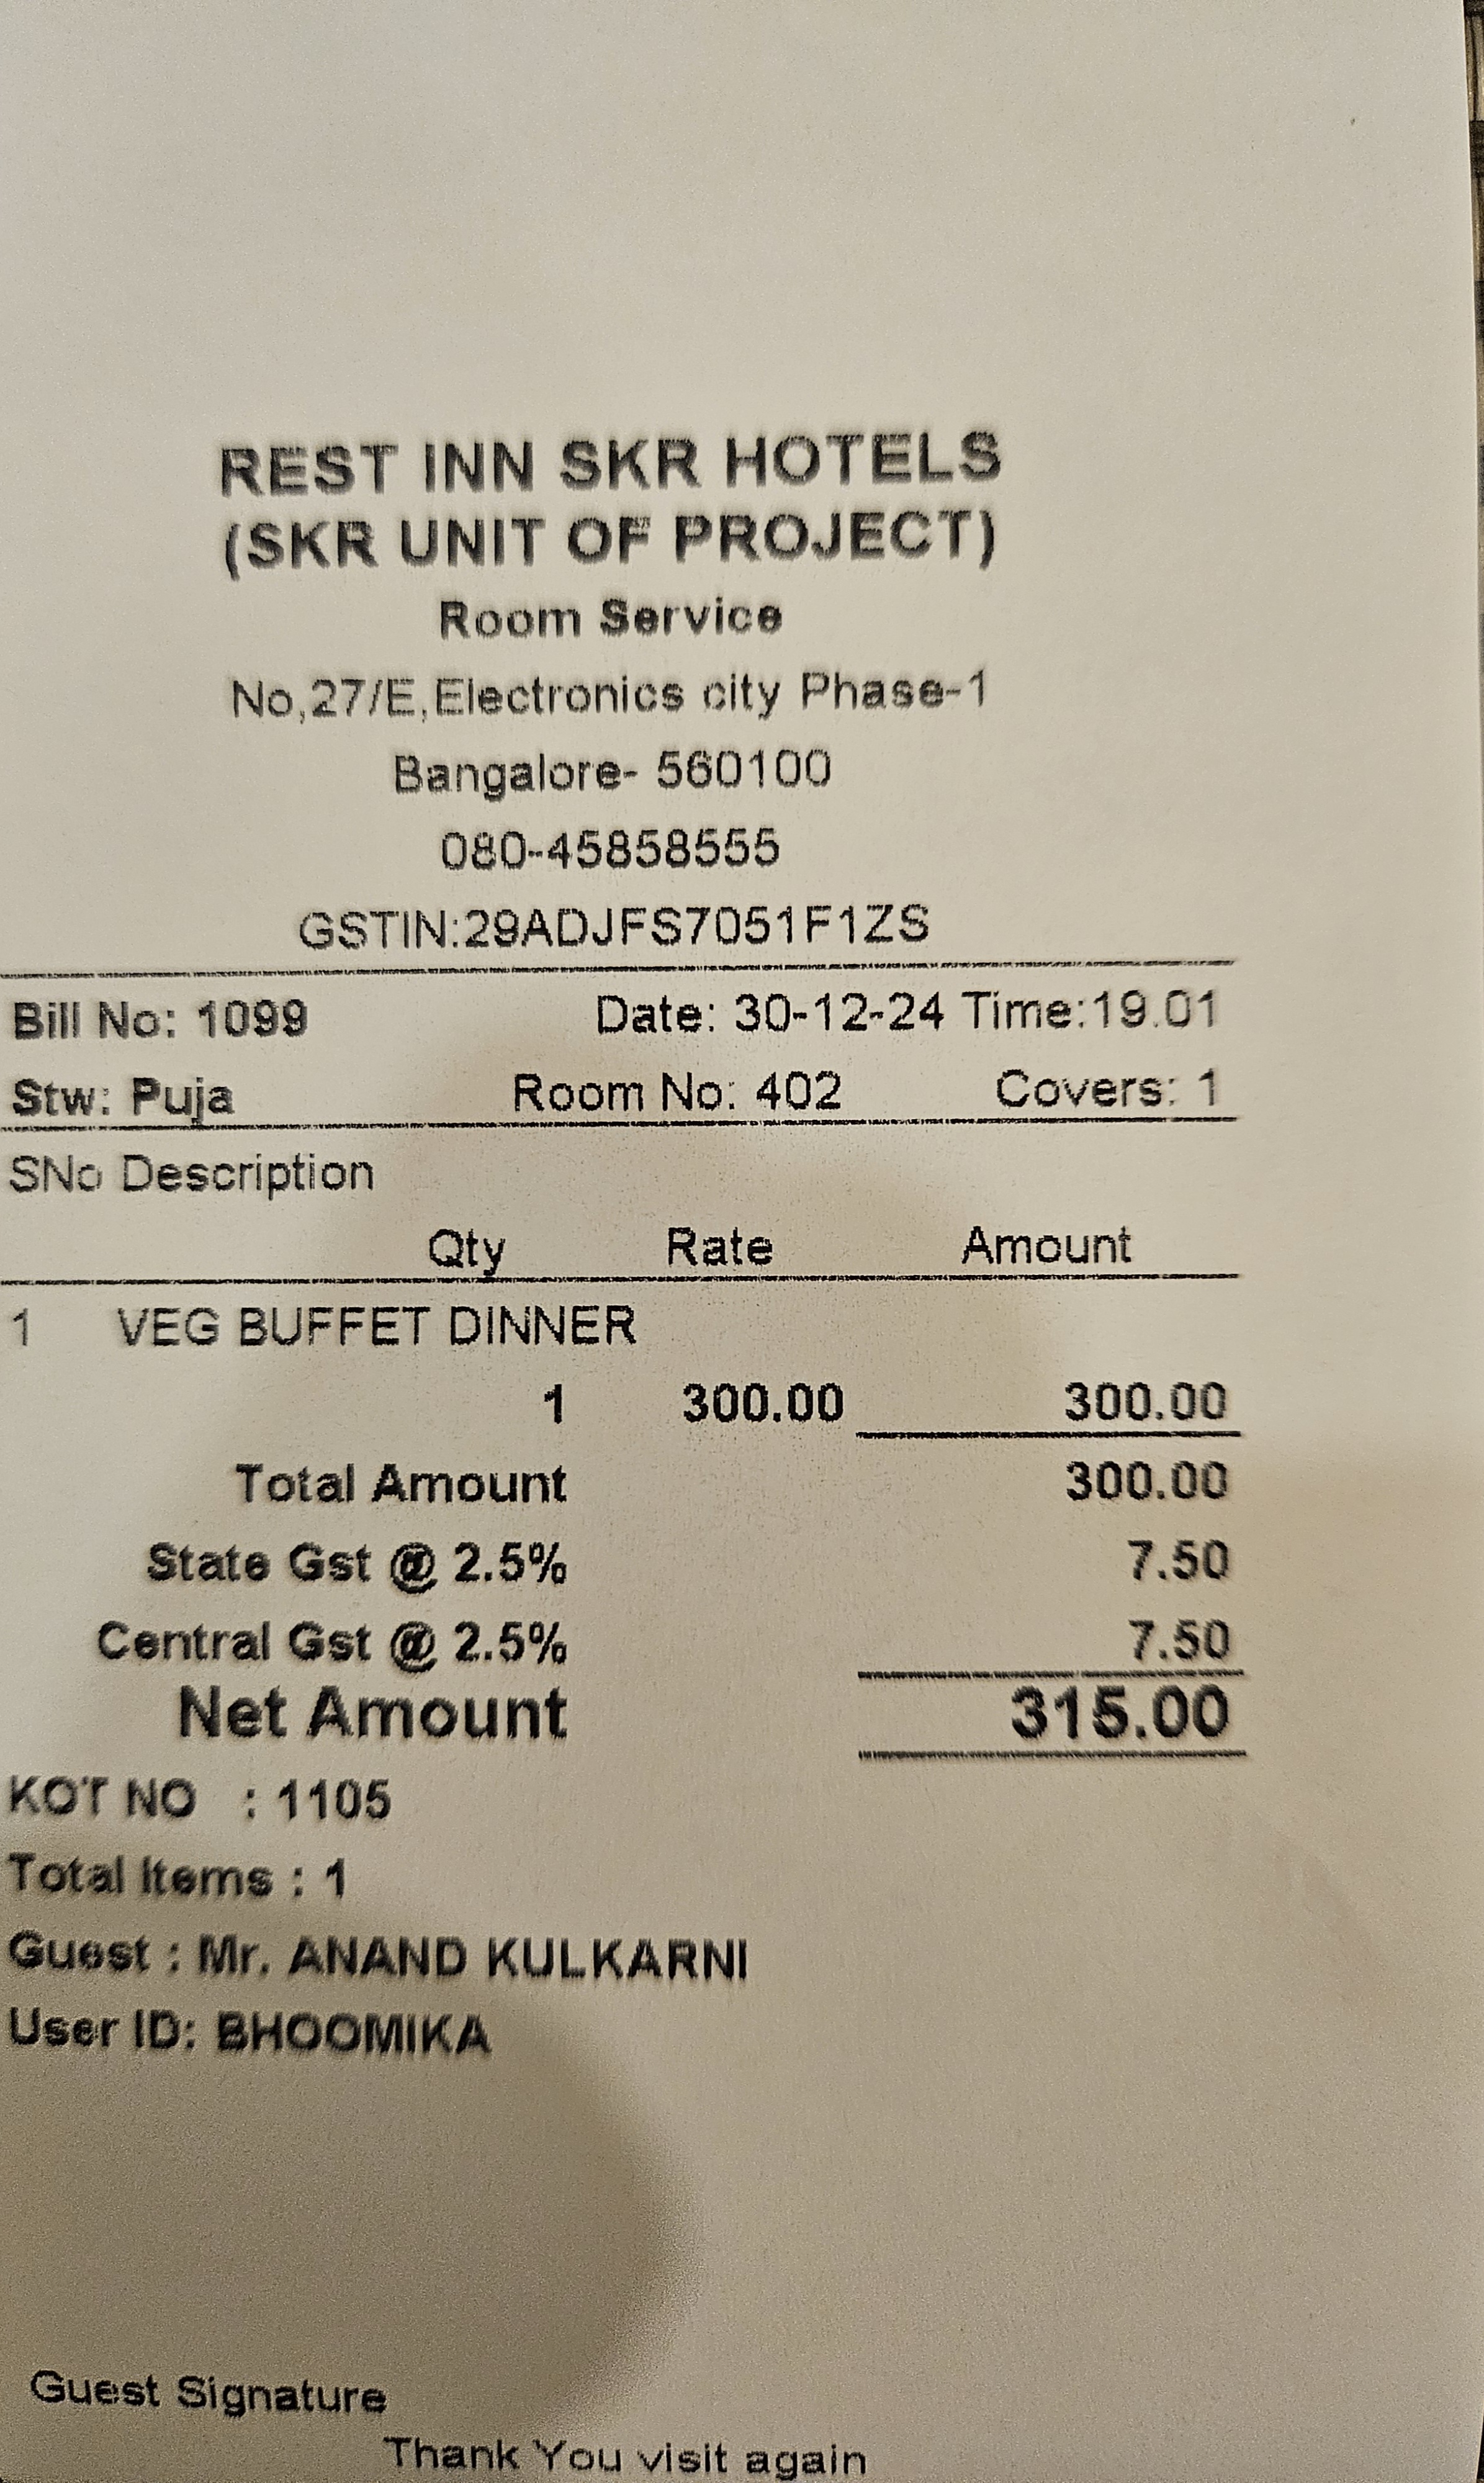 REST INN SKR HOTELS
(SKR UNIT OF PROJECT)
Room Service
No,27/E,Electronics city Phase-1
Bangalore- 560100
080-45858555
GSTIN:29ADJFS7051F1ZS
Bill No: 1099 Date: 30-12-24 Time:19.01
Stw: Puja Room No: 402 Covers: 1
SNo Description
Qty Rate Amount
1 VEG BUFFET DINNER
1 300.00 300.00
Total Amount 300.00
State Gst @ 2.5% 7.50
Central Gst @ 2.5% 7.50
Net Amount 315.00
KOT NO : 1105
Total Items : 1
Guest : Mr. ANAND KULKARNI
User ID: BHOOMIKA
Guest Signature
Thank You visit again